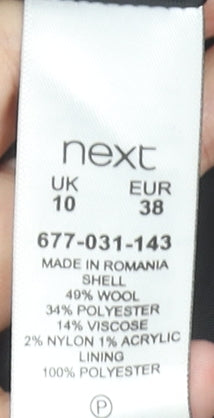 next
UK EUR
10 38
677-031-143
MADE IN ROMANIA
SHELL
49% WOOL
34% POLYESTER
14% VISCOSE
2% NYLON 1% ACRYLIC
LINING
100% POLYESTER
P